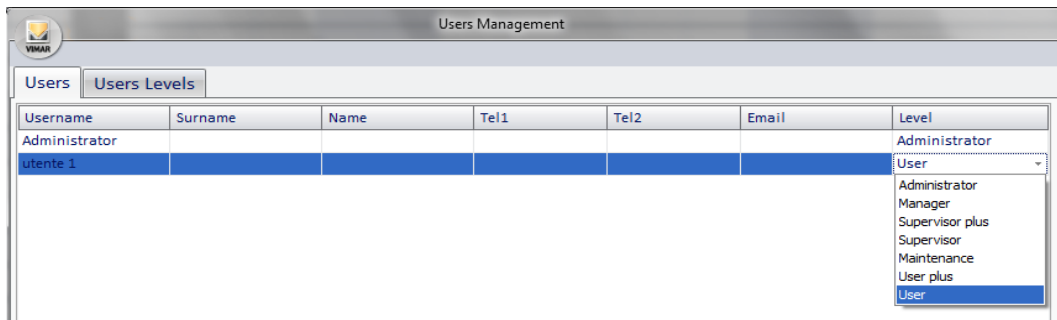 Users Management
VIMAR
Users Users Levels
Username Surname Name Tel1 Tel2 Email Level
Administrator Administrator
utente 1 User
Administrator
Manager
Supervisor plus
Supervisor
Maintenance
User plus
User